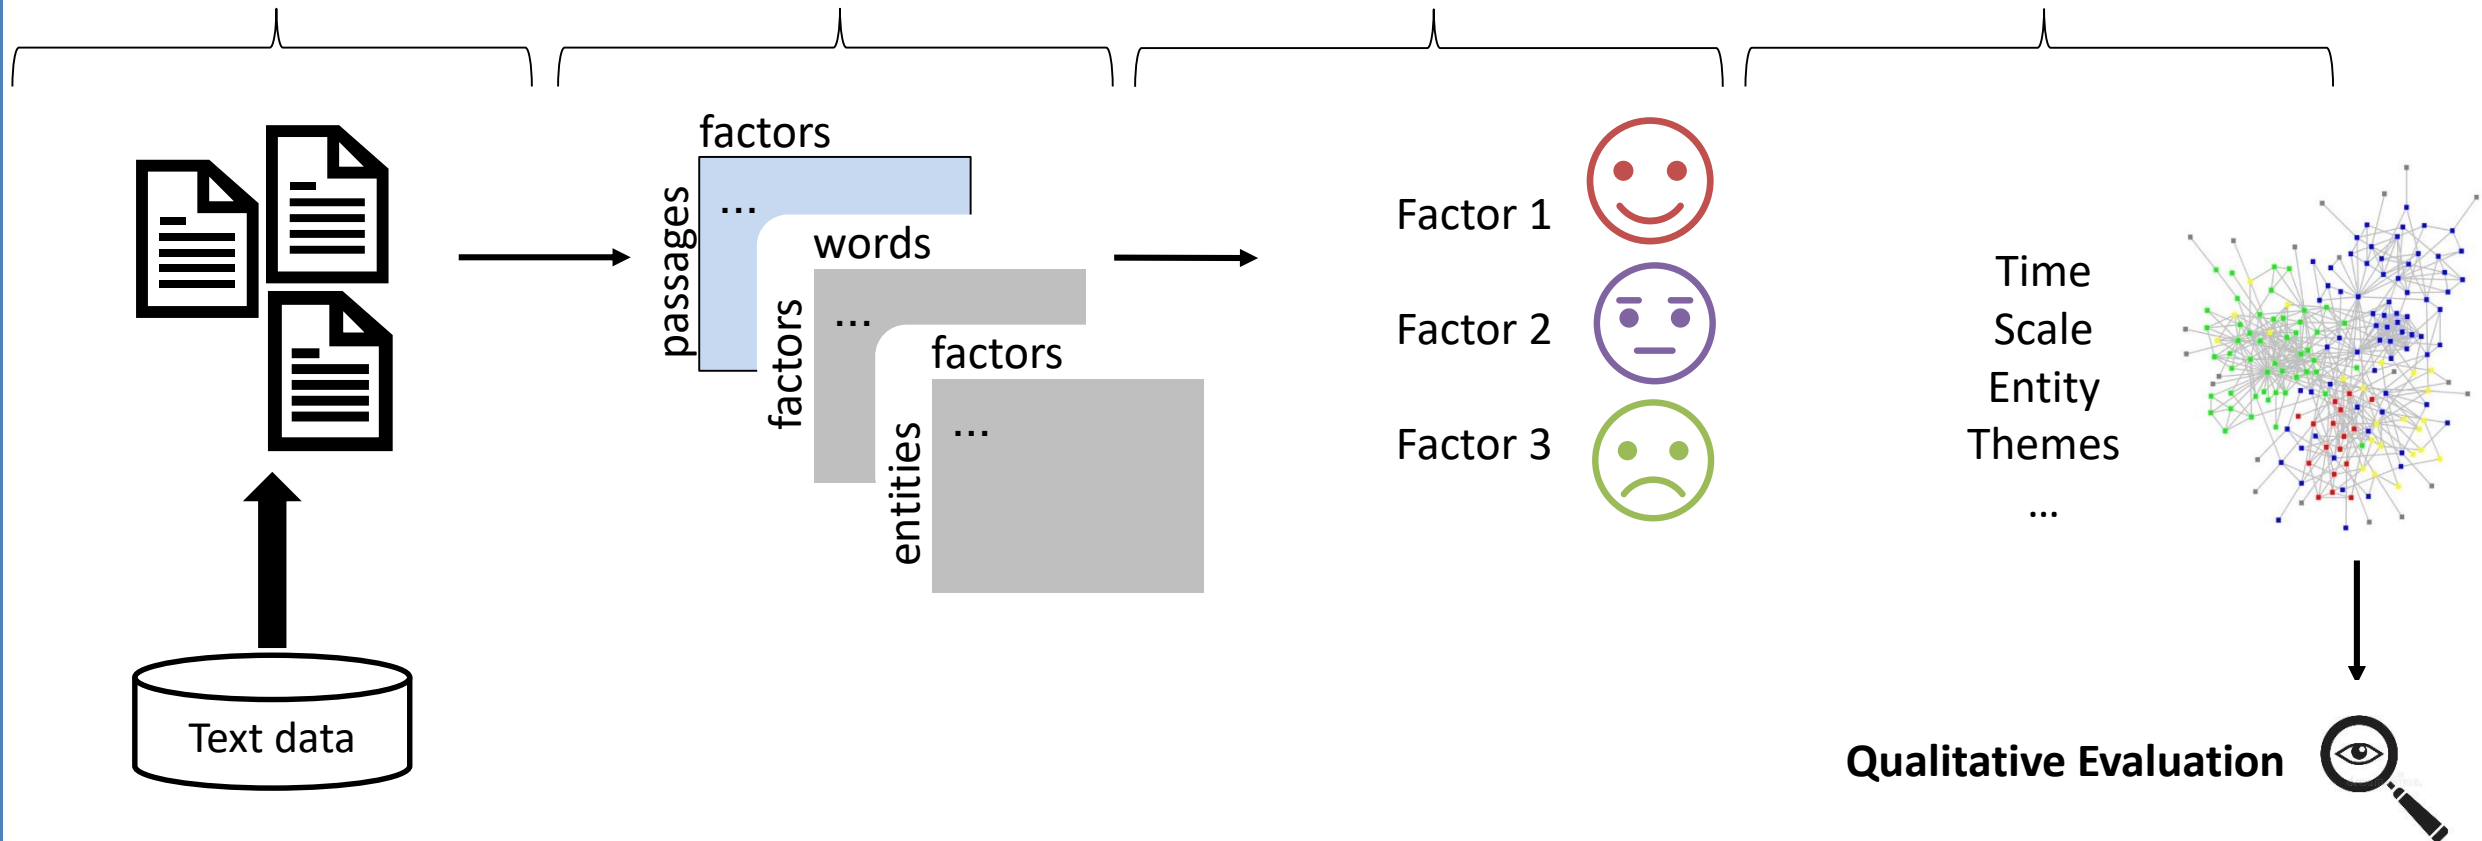 factors
passages
...
words
factors
...
factors
entities
...
Factor 1
Factor 2
Factor 3
Time
Scale
Entity
Themes
...
Text data
Qualitative Evaluation